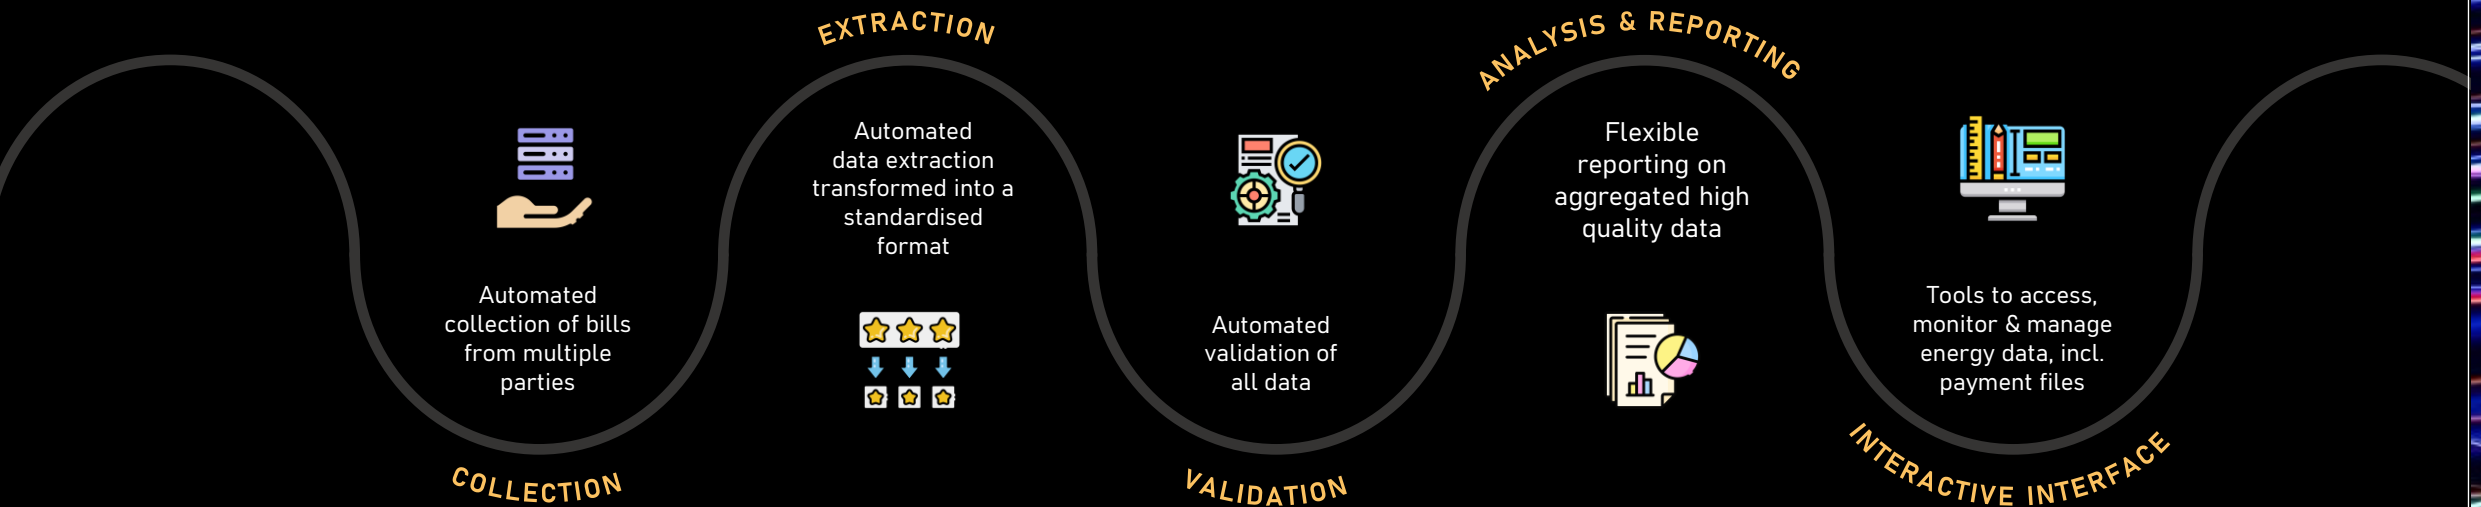 Automated
collection of bills
from multiple
parties
COLLECTION
EXTRACTION
Automated
data extraction
transformed into a
standardised
format
Automated
validation of
all data
VALIDATION
ANALYSIS & REPORTING
Flexible
reporting on
aggregated high
quality data
Tools to access,
monitor & manage
energy data, incl.
payment files
INTERACTIVE INTERFACE